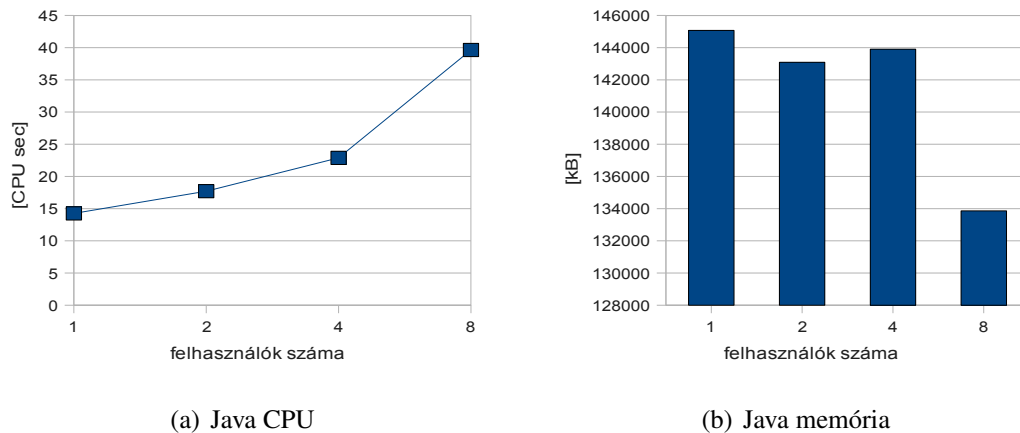 45
40
35
30
25
20
15
10
5
0
[CPU sec]
1 2 4 8
felhasználók száma
(a) Java CPU
146000
144000
142000
140000
138000
136000
134000
132000
130000
128000
[kB]
1 2 4 8
felhasználók száma
(b) Java memória